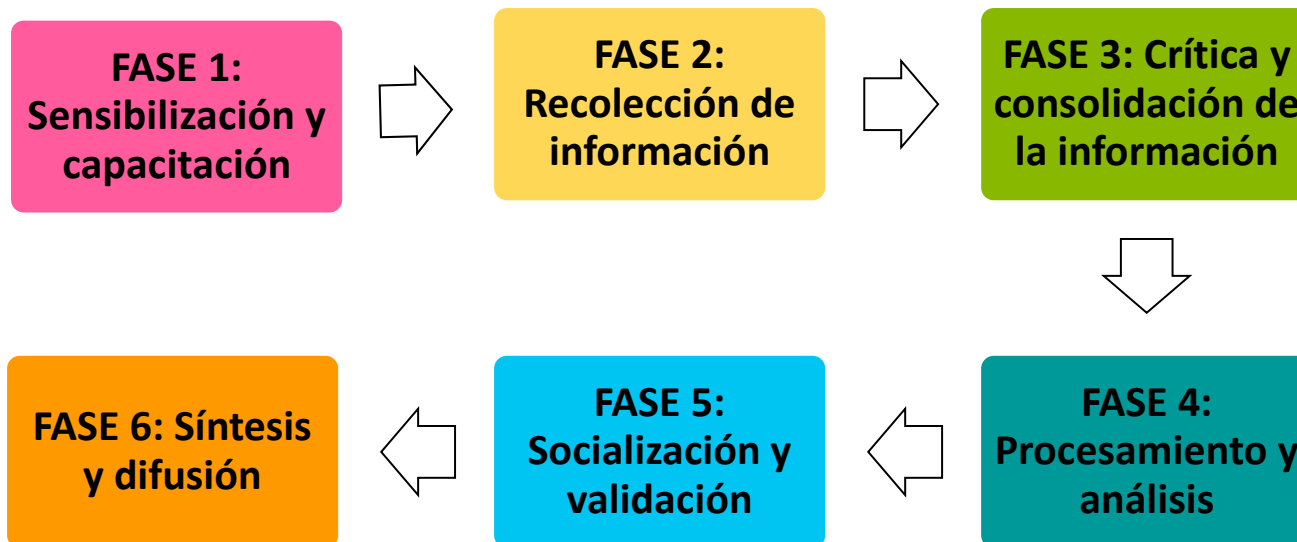 FASE 1:
Sensibilización y
capacitación
FASE 2:
Recolección de
información
FASE 3: Crítica y
consolidación de
la información
FASE 4:
Procesamiento y
análisis
FASE 5:
Socialización y
validación
FASE 6: Síntesis
y difusión